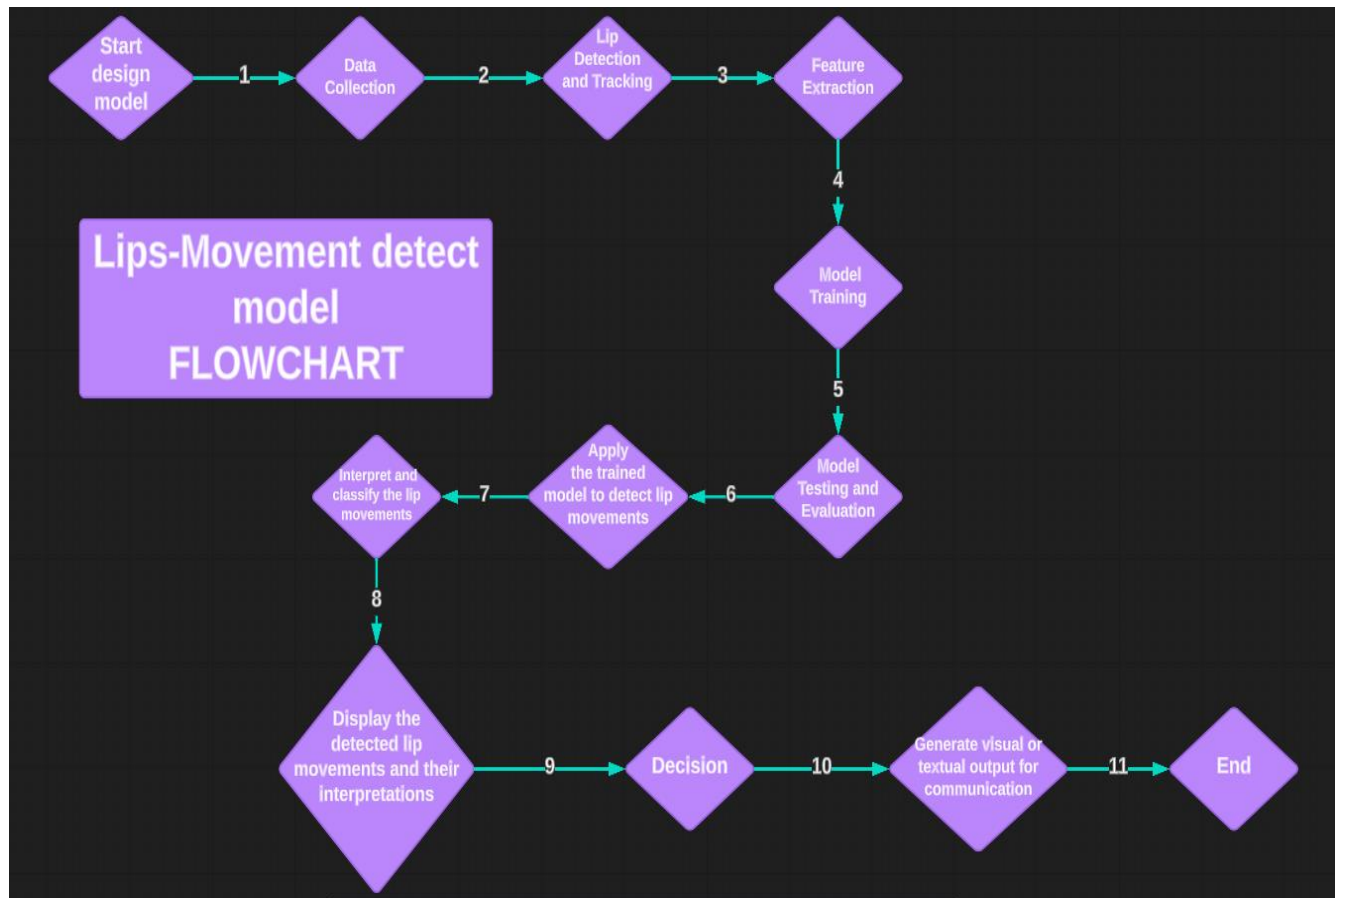 Start
design
model
1
Data
Collection
2
Lip
Detection
and Tracking
3
Feature
Extraction
4
Lips-Movement detect
model
FLOWCHART
Model
Training
5
Model
Testing and
Evaluation
6
Apply
the trained
model to detect lip
movements
7
Interpret and
classify the lip
movements
8
Display the
detected lip
movements and their
interpretations
9
Decision
10
Generate visual or
textual output for
communication
11
End